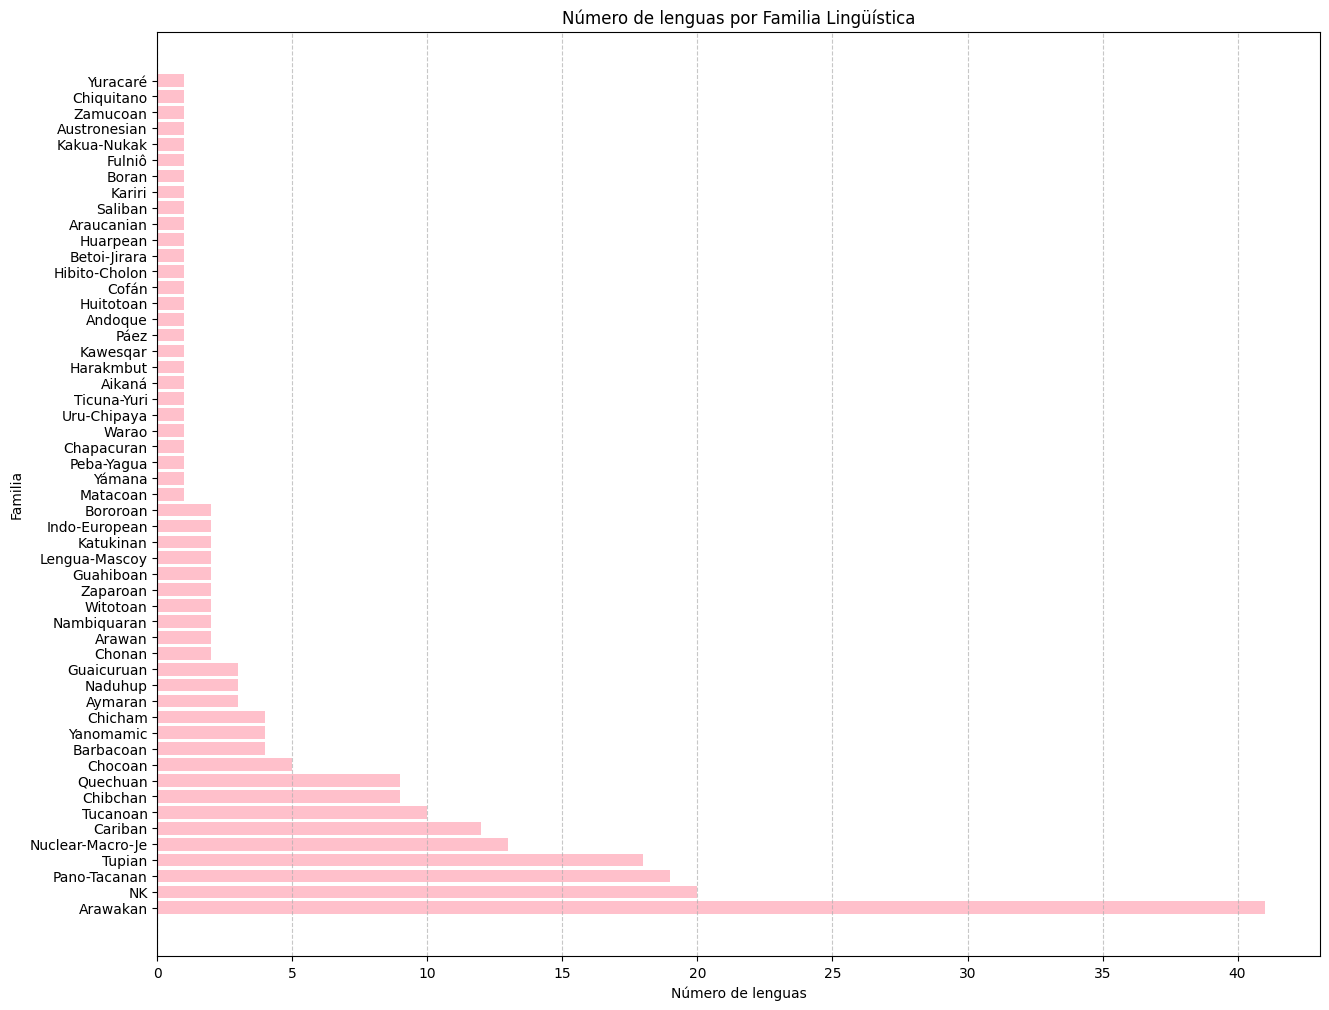 Número de lenguas por Familia Lingüística
Yuracaré
Chiquitano
Zamucoan
Austronesian
Kakua-Nukak
Fulniô
Boran
Kariri
Saliban
Araucanian
Huarpean
Betoi-Jirara
Hibito-Cholon
Cofán
Huitotoan
Andoque
Páez
Kawesqar
Harakmbut
Aikaná
Ticuna-Yuri
Uru-Chipaya
Warao
Chapacuran
Peba-Yagua
Yámana
Matacoan
Bororoan
Indo-European
Katukinan
Lengua-Mascoy
Guahiboan
Zaparoan
Witotoan
Nambiquaran
Arawan
Chonan
Guaicuruan
Naduhup
Aymaran
Chicham
Yanomamic
Barbacoan
Chocoan
Quechuan
Chibchan
Tucanoan
Cariban
Nuclear-Macro-Je
Tupian
Pano-Tacanan
NK
Arawakan
Familia
0 5 10 15 20 25 30 35 40
Número de lenguas